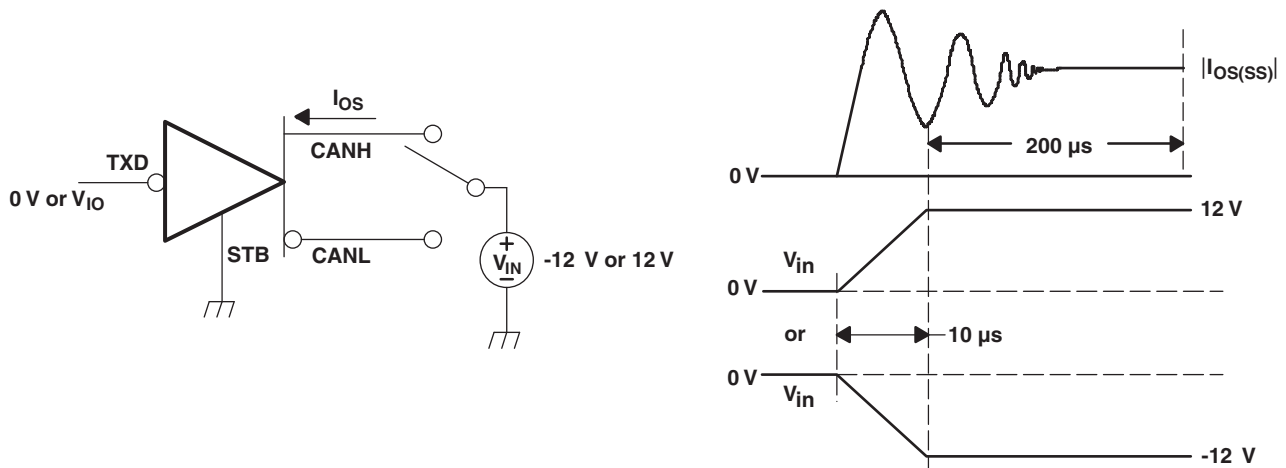 I_OS
CANH
TXD
0 V or V_IO
STB
CANL
+
V_IN
–
-12 V or 12 V
|I_OS(SS)|
200 µs
0 V
12 V
V_in
0 V
or
10 µs
0 V
V_in
-12 V